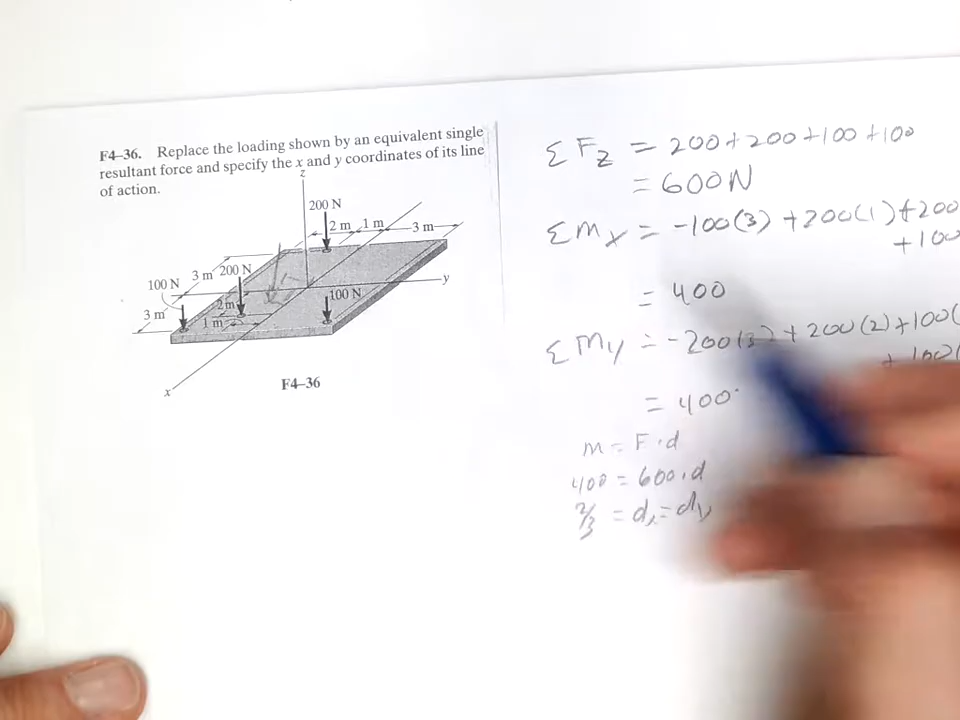 F4–36. Replace the loading shown by an equivalent single
resultant force and specify the x and y coordinates of its line
of action.
z
200 N
2 m
1 m
3 m
3 m
200 N
100 N
y
100 N
2 m
3 m
1 m
x
F4–36
ΣFz = 200+200+100+100
= 600N
ΣMx = -100(3) +200(1)+200
+100
= 400
ΣMy = -200(3)+200(2)+100(
+100(
= 400
m = F·d
400 = 600·d
2/3 = dx = dy